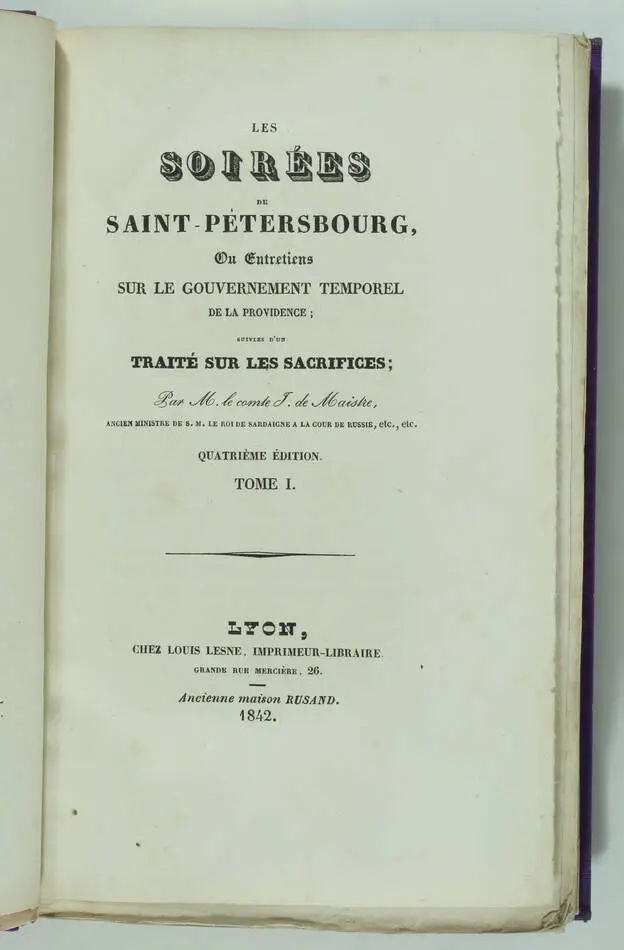 LES
SOIRÉES
DE
SAINT-PÉTERSBOURG,
Ou Entretiens
SUR LE GOUVERNEMENT TEMPOREL
DE LA PROVIDENCE ;
SUIVIES D'UN
TRAITÉ SUR LES SACRIFICES ;
Par M. le comte J. de Maistre,
ANCIEN MINISTRE DE S. M. LE ROI DE SARDAIGNE A LA COUR DE RUSSIE, etc., etc.
QUATRIÈME ÉDITION.
TOME I.
LYON,
CHEZ LOUIS LESNE, IMPRIMEUR-LIBRAIRE.
GRANDE RUE MERCIÈRE, 26.
Ancienne maison RUSAND.
1842.